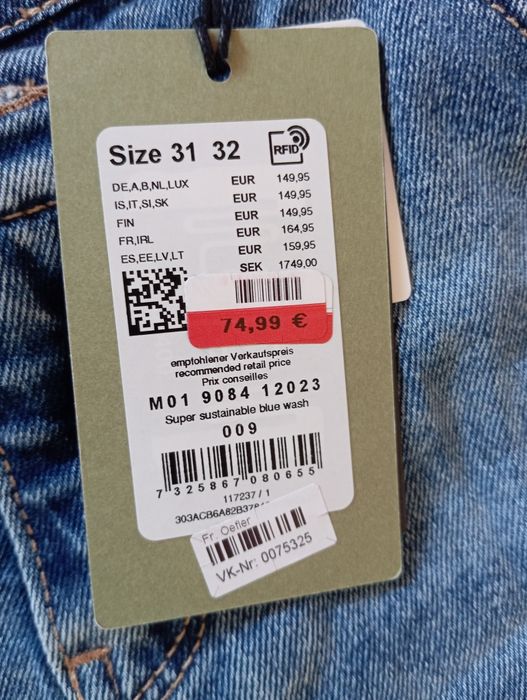 Size 31 32
RFID
DE,A,B,NL,LUX EUR 149,95
IS,IT,SI,SK EUR 149,95
FIN EUR 149,95
FR,IRL EUR 164,95
ES,EE,LV,LT EUR 159,95
SEK 1749,00
74,99 €
empfohlener Verkaufspreis
recommended retail price
Prix conseilles
M01 9084 12023
Super sustainable blue wash
009
7 325867 080655
117237 / 1
303ACB6A82B378
Fr. Oefler
VK-Nr: 0075325